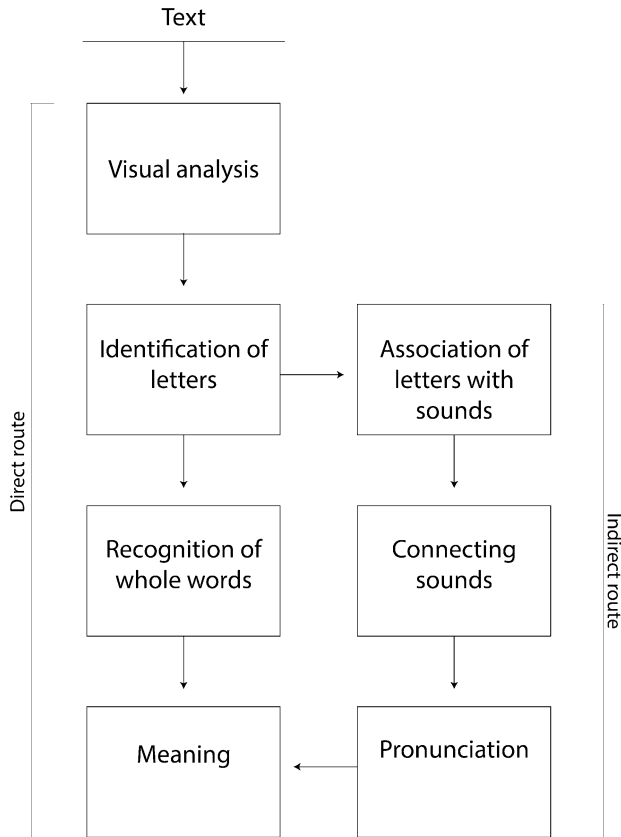 Text
Visual analysis
Identification of
letters
Association of
letters with
sounds
Direct route
Recognition of
whole words
Connecting
sounds
Indirect route
Meaning
Pronunciation